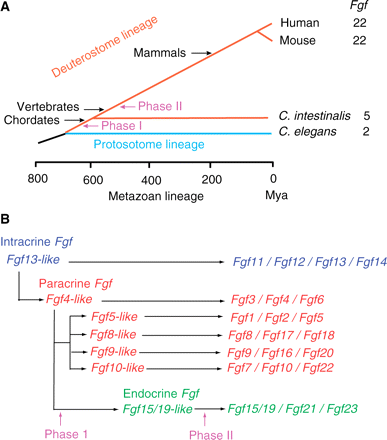 A
Fgf
Deuterostome lineage
Human 22
Mouse 22
Mammals
Vertebrates
Phase II
Chordates
Phase I
C. intestinalis 5
C. elegans 2
Protosotome lineage
800 600 400 200 0
Metazoan lineage
Mya
B
Intracrine Fgf
Fgf13-like
Fgf11 / Fgf12 / Fgf13 / Fgf14
Paracrine Fgf
Fgf4-like
Fgf3 / Fgf4 / Fgf6
Fgf5-like
Fgf1 / Fgf2 / Fgf5
Fgf8-like
Fgf8 / Fgf17 / Fgf18
Fgf9-like
Fgf9 / Fgf16 / Fgf20
Fgf10-like
Fgf7 / Fgf10 / Fgf22
Endocrine Fgf
Fgf15/19-like
Fgf15/19 / Fgf21 / Fgf23
Phase 1
Phase II